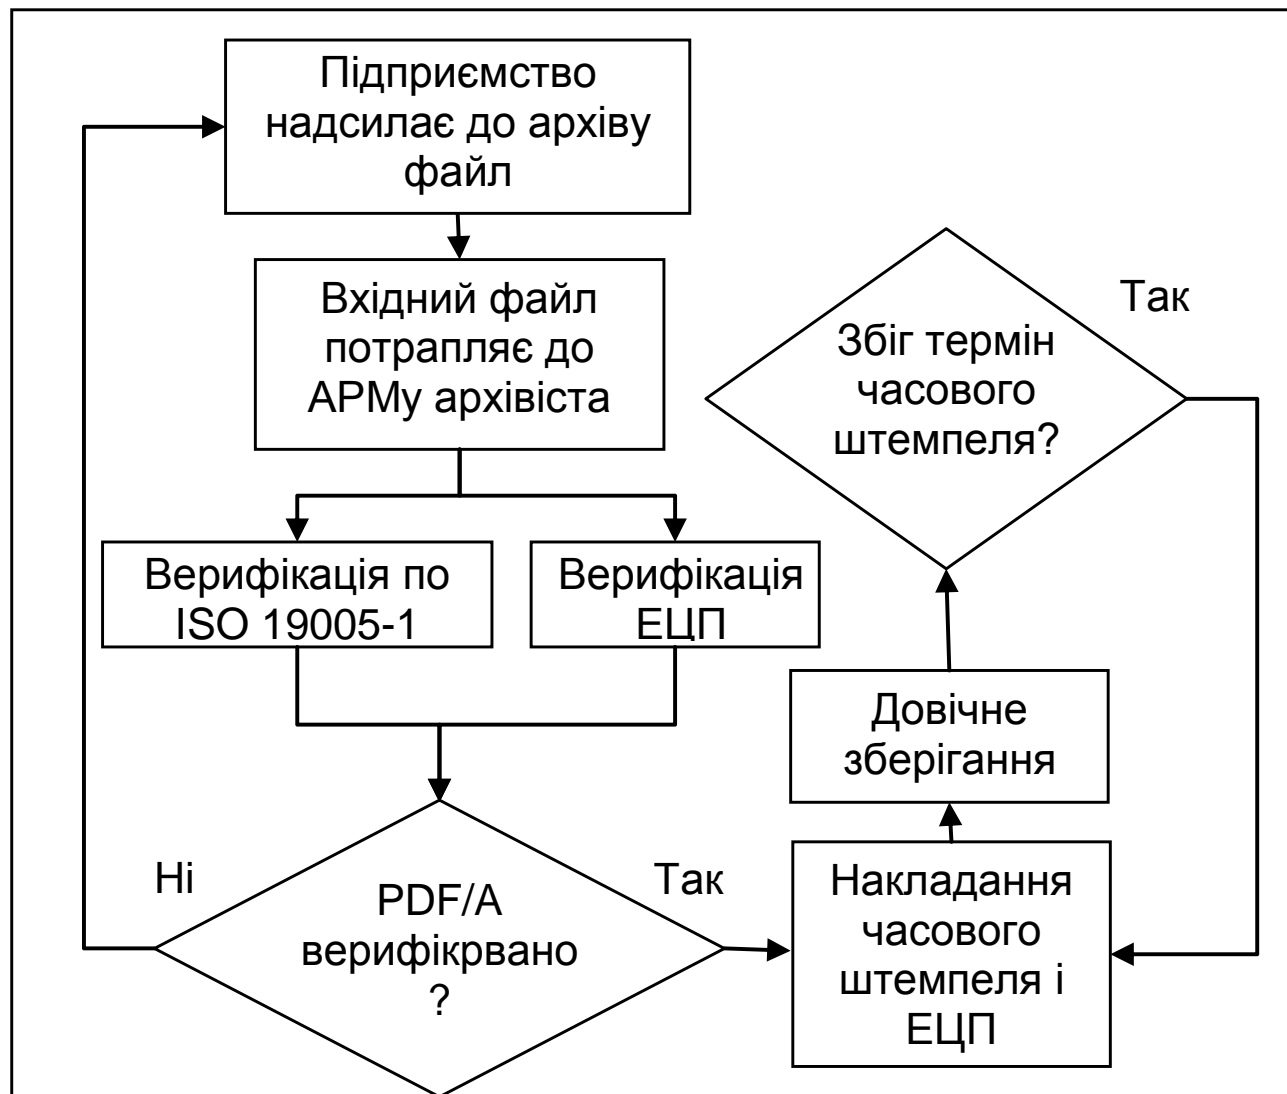 Підприємство
надсилає до архіву
файл
Вхідний файл
потрапляє до
АРМу архівіста
Верифікація по
ISO 19005-1
Верифікація
ЕЦП
Ні
PDF/A
верифікрвано
?
Так
Накладання
часового
штемпеля і
ЕЦП
Довічне
зберігання
Збіг термін
часового
штемпеля?
Так